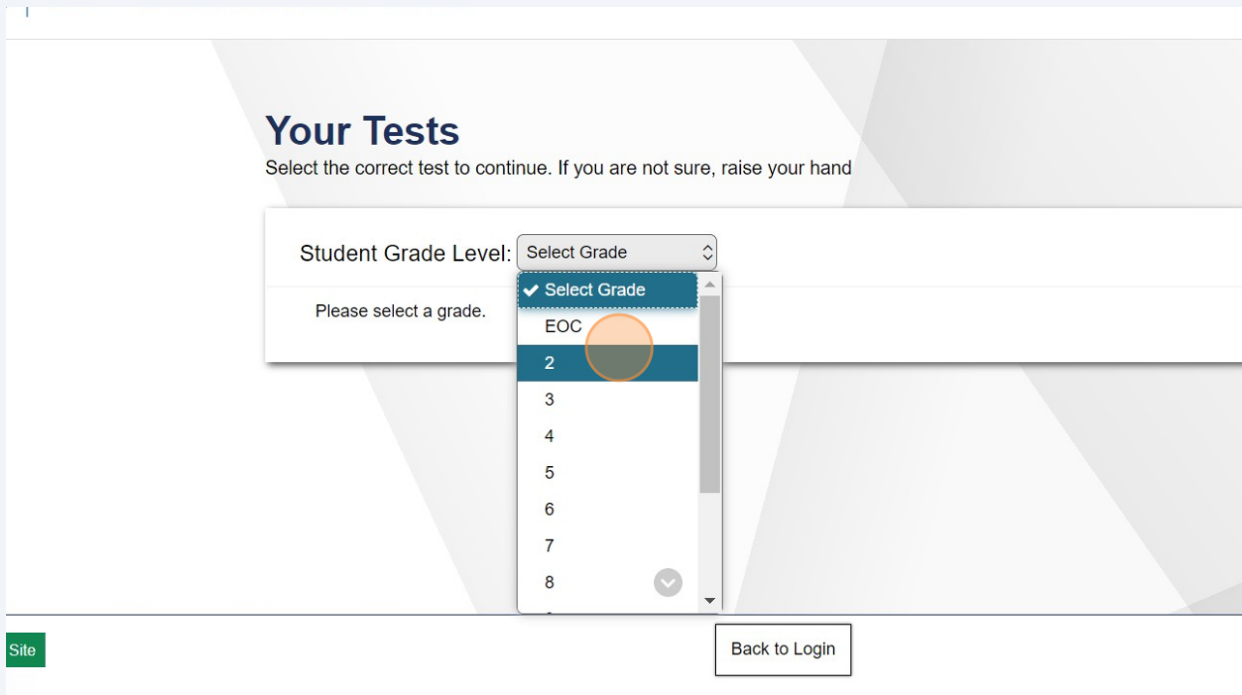 Your Tests
Select the correct test to continue. If you are not sure, raise your hand
Student Grade Level: Select Grade
Select Grade
Please select a grade.
EOC
2
3
4
5
6
7
8
Site
Back to Login